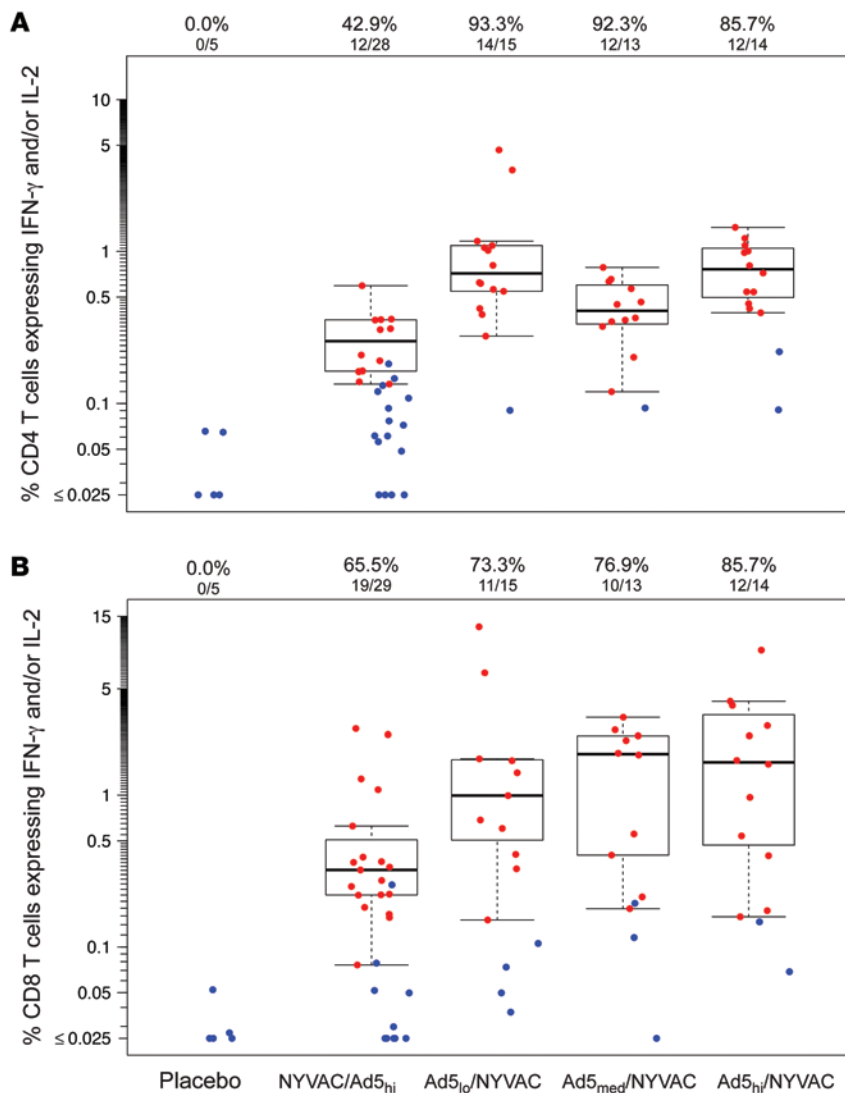 A
0.0% 42.9% 93.3% 92.3% 85.7%
0/5 12/28 14/15 12/13 12/14
% CD4 T cells expressing IFN-γ and/or IL-2
10
5
1
0.5
0.1
0.05
≤ 0.025
B
0.0% 65.5% 73.3% 76.9% 85.7%
0/5 19/29 11/15 10/13 12/14
% CD8 T cells expressing IFN-γ and/or IL-2
15
5
1
0.5
0.1
0.05
≤ 0.025
Placebo NYVAC/Ad5hi Ad5lo/NYVAC Ad5med/NYVAC Ad5hi/NYVAC